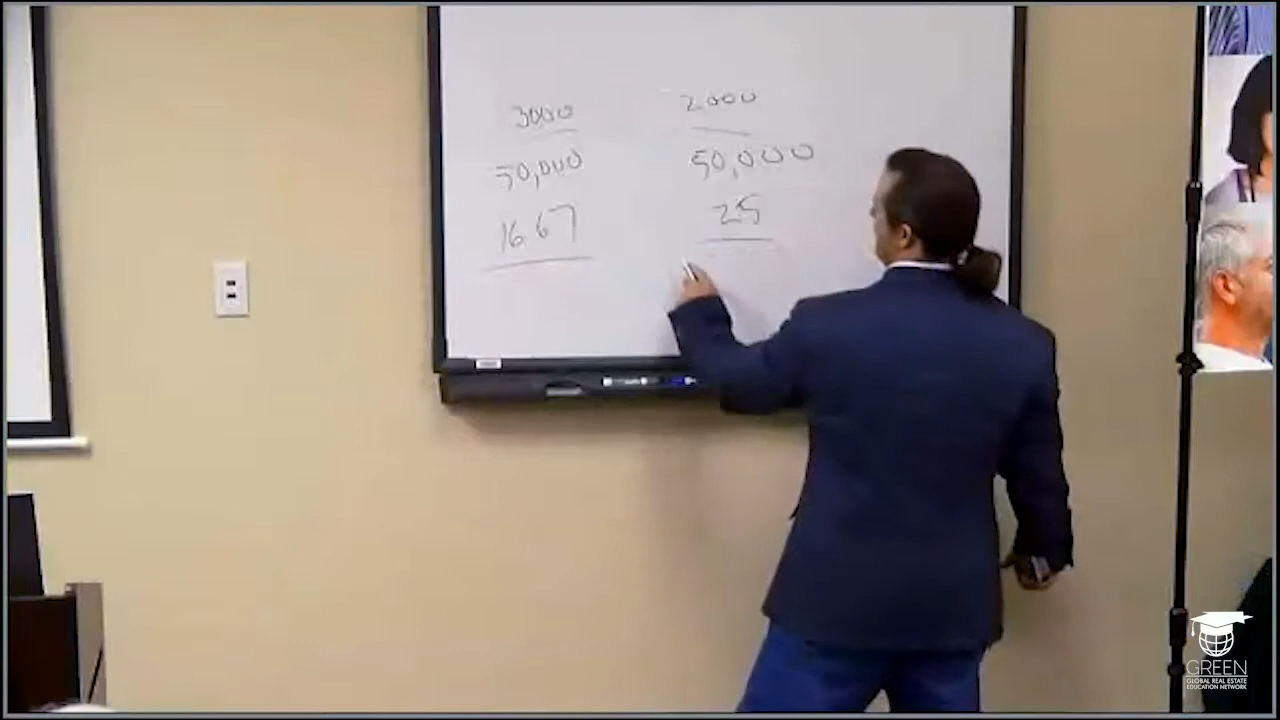 3000
50,000
16.67
2000
50,000
25
GREEN
GLOBAL REAL ESTATE
EDUCATION NETWORK